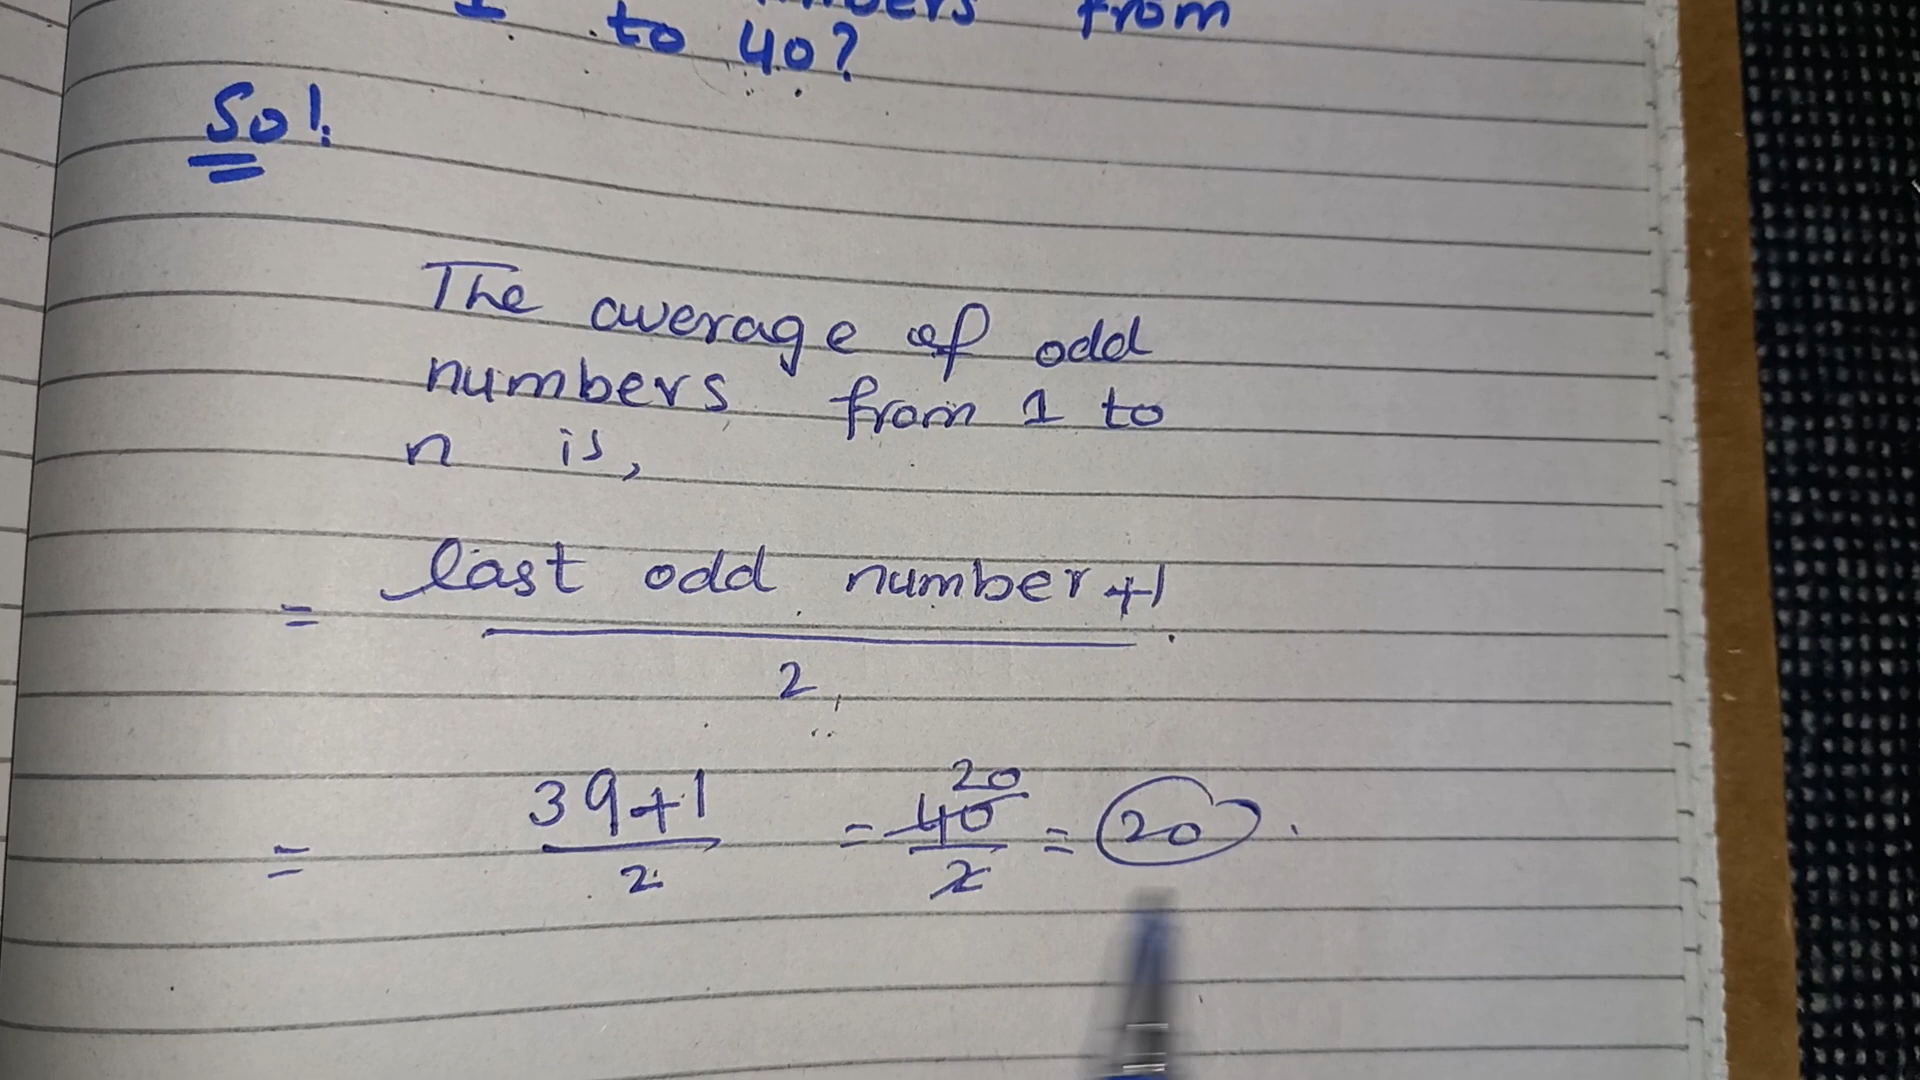 from
to 40?
Sol:
The average of odd
numbers from 1 to
n is,
= last odd number +1
2
= 39+1 / 2 = 40 / 2 20 = 20.